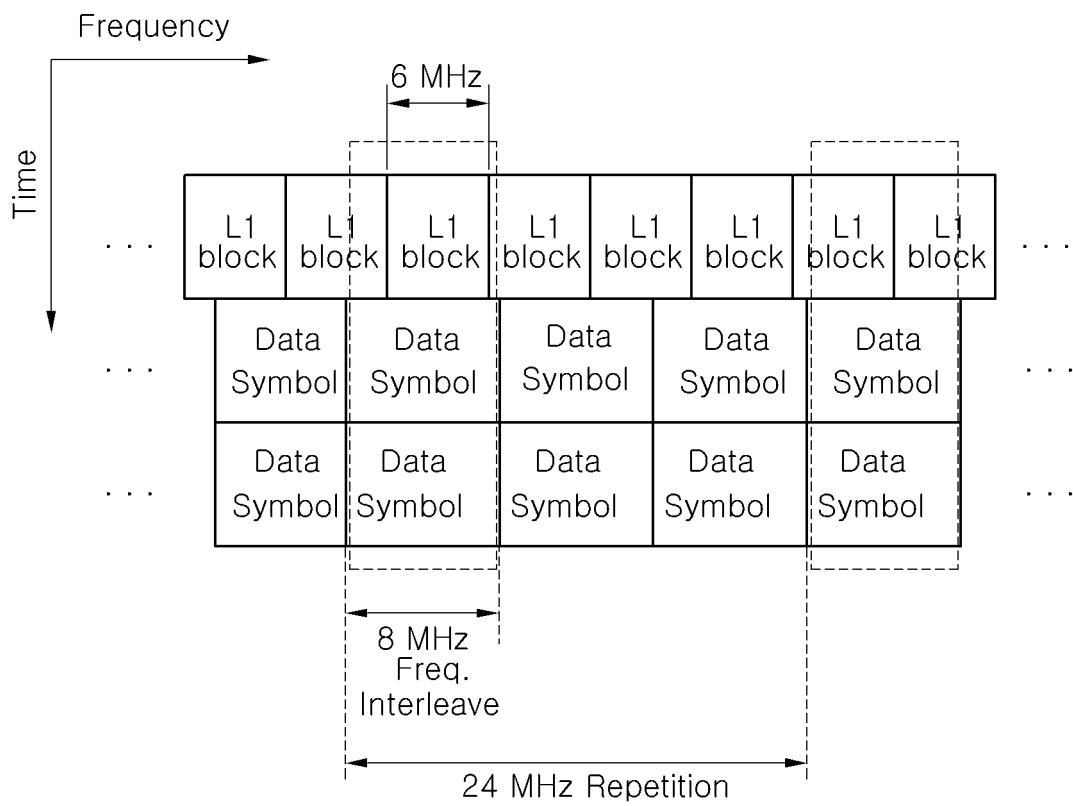 Frequency
6 MHz
Time
L1 block L1 block L1 block L1 block L1 block L1 block L1 block L1 block
. . . . . .
Data Symbol Data Symbol Data Symbol Data Symbol Data Symbol
. . . . . .
Data Symbol Data Symbol Data Symbol Data Symbol Data Symbol
. . . . . .
8 MHz
Freq.
Interleave
24 MHz Repetition